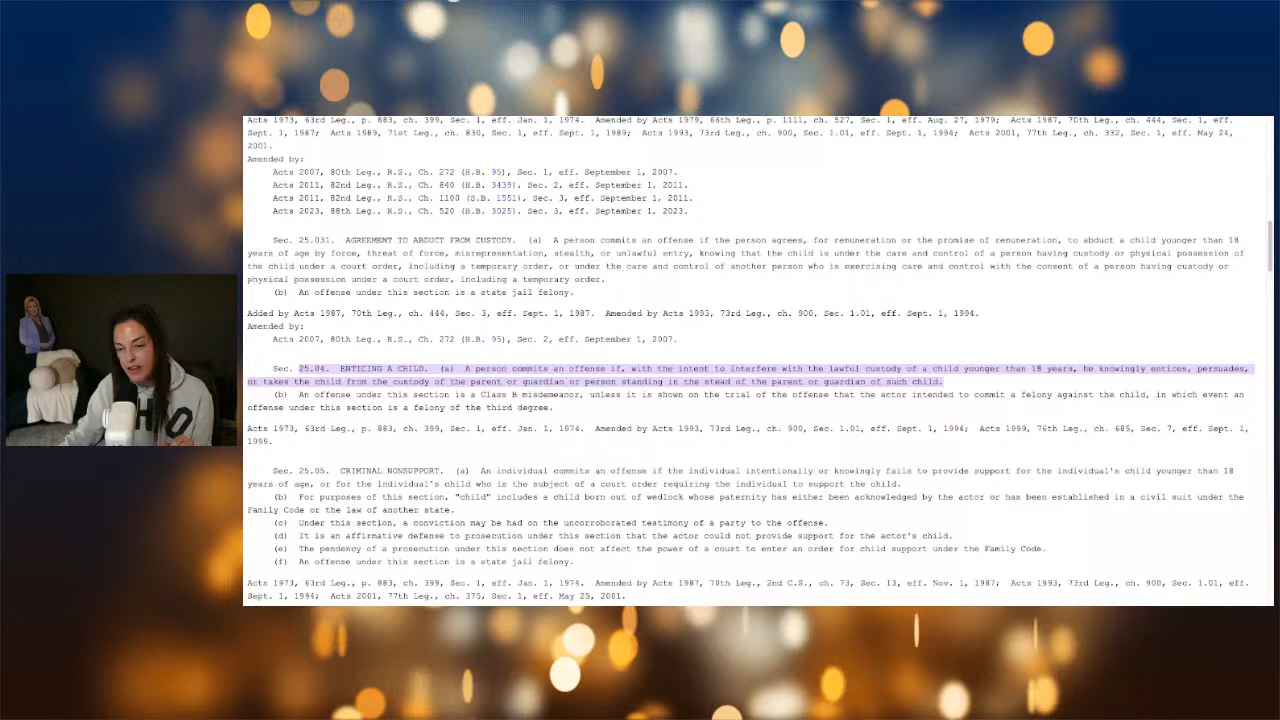 Acts 1973, 63rd Leg., p. 883, ch. 399, Sec. 1, eff. Jan. 1, 1974.  Amended by Acts 1979, 66th Leg., p. 1111, ch. 527, Sec. 1, eff. Aug. 27, 1979;  Acts 1987, 70th Leg., ch. 444, Sec. 1, eff.
Sept. 1, 1987;  Acts 1989, 71st Leg., ch. 830, Sec. 1, eff. Sept. 1, 1989;  Acts 1993, 73rd Leg., ch. 900, Sec. 1.01, eff. Sept. 1, 1994;  Acts 2001, 77th Leg., ch. 332, Sec. 1, eff. May 24,
2001.
Amended by:
Acts 2007, 80th Leg., R.S., Ch. 272 (H.B. 95), Sec. 1, eff. September 1, 2007.
Acts 2011, 82nd Leg., R.S., Ch. 840 (H.B. 3439), Sec. 2, eff. September 1, 2011.
Acts 2011, 82nd Leg., R.S., Ch. 1100 (S.B. 1551), Sec. 3, eff. September 1, 2011.
Acts 2023, 88th Leg., R.S., Ch. 520 (H.B. 3025), Sec. 3, eff. September 1, 2023.
Sec. 25.031.  AGREEMENT TO ABDUCT FROM CUSTODY.  (a)  A person commits an offense if the person agrees, for remuneration or the promise of remuneration, to abduct a child younger than 18
years of age by force, threat of force, misrepresentation, stealth, or unlawful entry, knowing that the child is under the care and control of a person having custody or physical possession of
the child under a court order, including a temporary order, or under the care and control of another person who is exercising care and control with the consent of a person having custody or
physical possession under a court order, including a temporary order.
(b)  An offense under this section is a state jail felony.
Added by Acts 1987, 70th Leg., ch. 444, Sec. 3, eff. Sept. 1, 1987.  Amended by Acts 1993, 73rd Leg., ch. 900, Sec. 1.01, eff. Sept. 1, 1994.
Amended by:
Acts 2007, 80th Leg., R.S., Ch. 272 (H.B. 95), Sec. 2, eff. September 1, 2007.
Sec. 25.04.  ENTICING A CHILD.  (a)  A person commits an offense if, with the intent to interfere with the lawful custody of a child younger than 18 years, he knowingly entices, persuades,
or takes the child from the custody of the parent or guardian or person standing in the stead of the parent or guardian of such child.
(b)  An offense under this section is a Class B misdemeanor, unless it is shown on the trial of the offense that the actor intended to commit a felony against the child, in which event an
offense under this section is a felony of the third degree.
Acts 1973, 63rd Leg., p. 883, ch. 399, Sec. 1, eff. Jan. 1, 1974.  Amended by Acts 1993, 73rd Leg., ch. 900, Sec. 1.01, eff. Sept. 1, 1994;  Acts 1999, 76th Leg., ch. 685, Sec. 7, eff. Sept. 1,
1999.
Sec. 25.05.  CRIMINAL NONSUPPORT.  (a)  An individual commits an offense if the individual intentionally or knowingly fails to provide support for the individual's child younger than 18
years of age, or for the individual's child who is the subject of a court order requiring the individual to support the child.
(b)  For purposes of this section, "child" includes a child born out of wedlock whose paternity has either been acknowledged by the actor or has been established in a civil suit under the
Family Code or the law of another state.
(c)  Under this section, a conviction may be had on the uncorroborated testimony of a party to the offense.
(d)  It is an affirmative defense to prosecution under this section that the actor could not provide support for the actor's child.
(e)  The pendency of a prosecution under this section does not affect the power of a court to enter an order for child support under the Family Code.
(f)  An offense under this section is a state jail felony.
Acts 1973, 63rd Leg., p. 883, ch. 399, Sec. 1, eff. Jan. 1, 1974.  Amended by Acts 1987, 70th Leg., 2nd C.S., ch. 73, Sec. 13, eff. Nov. 1, 1987;  Acts 1993, 73rd Leg., ch. 900, Sec. 1.01, eff.
Sept. 1, 1994;  Acts 2001, 77th Leg., ch. 375, Sec. 1, eff. May 25, 2001.